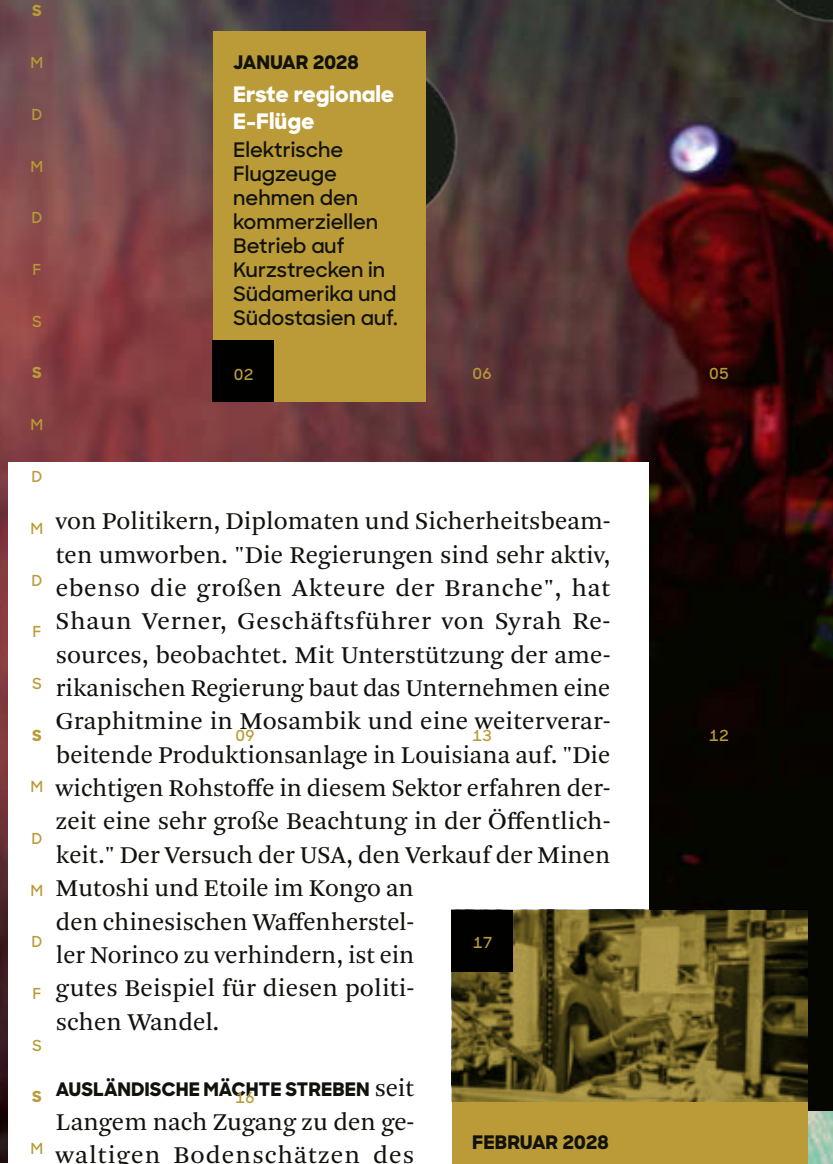 S
M
D
M
D
F
S
S
M
D
M
D
F
S
S
M
D
M
D
F
S
S
M
JANUAR 2028
Erste regionale
E-Flüge
Elektrische
Flugzeuge
nehmen den
kommerziellen
Betrieb auf
Kurzstrecken in
Südamerika und
Südostasien auf.
02
06
05
von Politikern, Diplomaten und Sicherheitsbeam-
ten umworben. "Die Regierungen sind sehr aktiv,
ebenso die großen Akteure der Branche", hat
Shaun Verner, Geschäftsführer von Syrah Re-
sources, beobachtet. Mit Unterstützung der ame-
rikanischen Regierung baut das Unternehmen eine
Graphitmine in Mosambik und eine weiterverar-
09
13
12
beitende Produktionsanlage in Louisiana auf. "Die
wichtigen Rohstoffe in diesem Sektor erfahren der-
zeit eine sehr große Beachtung in der Öffentlich-
keit." Der Versuch der USA, den Verkauf der Minen
Mutoshi und Etoile im Kongo an
den chinesischen Waffenherstel-
ler Norinco zu verhindern, ist ein
gutes Beispiel für diesen politi-
schen Wandel.
17
AUSLÄNDISCHE MÄCHTE STREBEN seit
16
Langem nach Zugang zu den ge-
waltigen Bodenschätzen des
FEBRUAR 2028